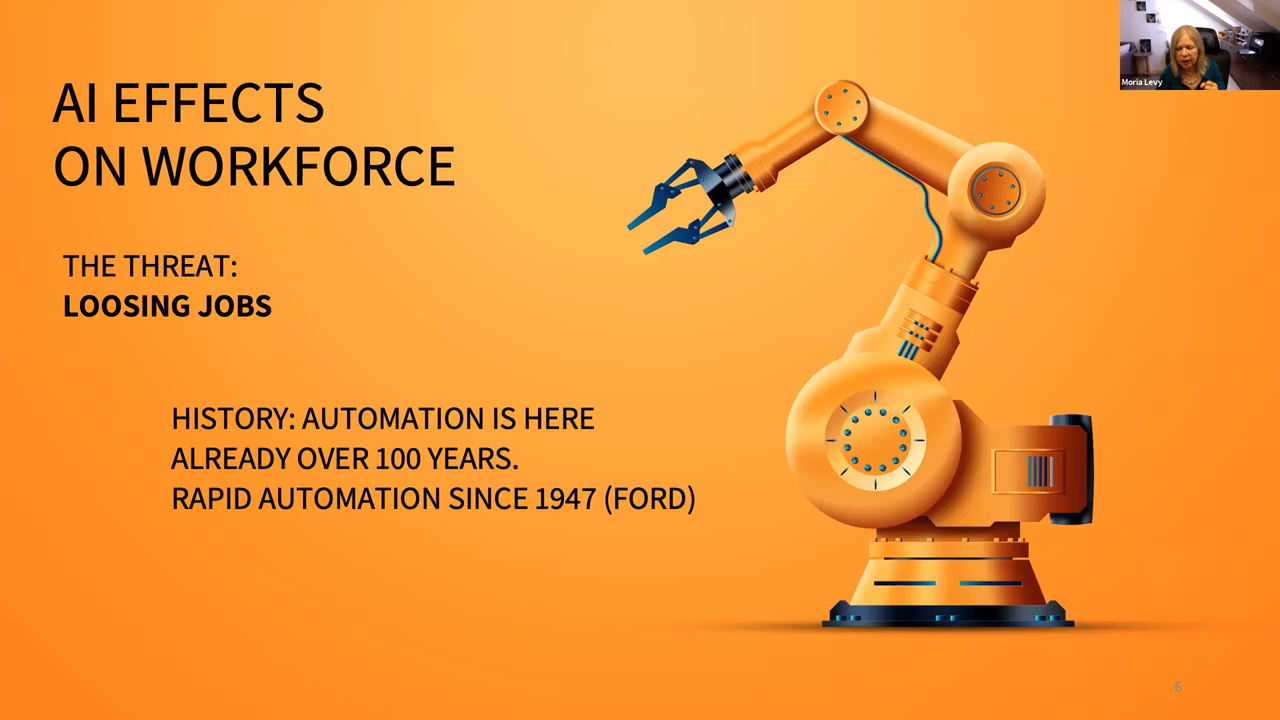 AI EFFECTS
ON WORKFORCE
THE THREAT:
LOOSING JOBS
HISTORY: AUTOMATION IS HERE
ALREADY OVER 100 YEARS.
RAPID AUTOMATION SINCE 1947 (FORD)
Moria Levy
6